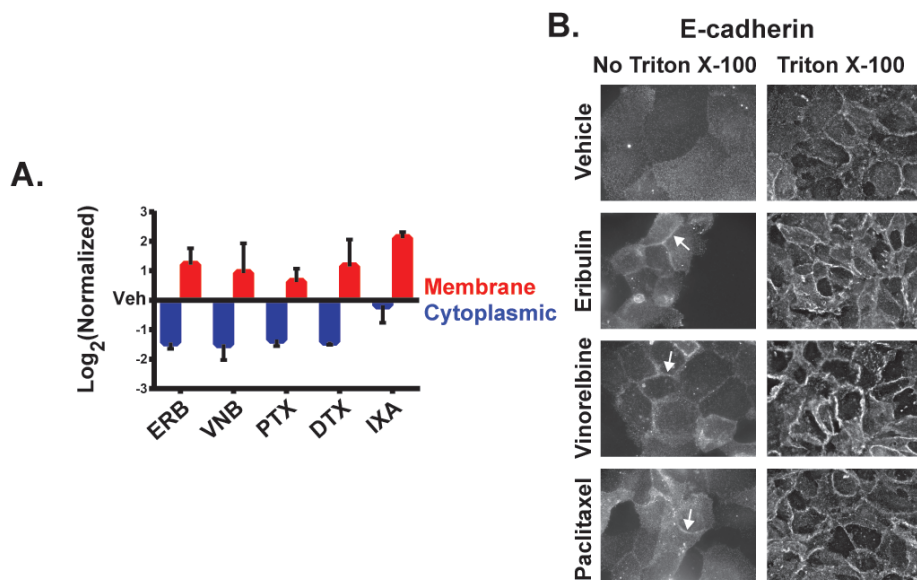 A.
Log2(Normalized)
3
2
1
Veh
-1
-2
-3
Membrane
Cytoplasmic
ERB
VNB
PTX
DTX
IXA
B.
E-cadherin
No Triton X-100
Triton X-100
Vehicle
Eribulin
Vinorelbine
Paclitaxel